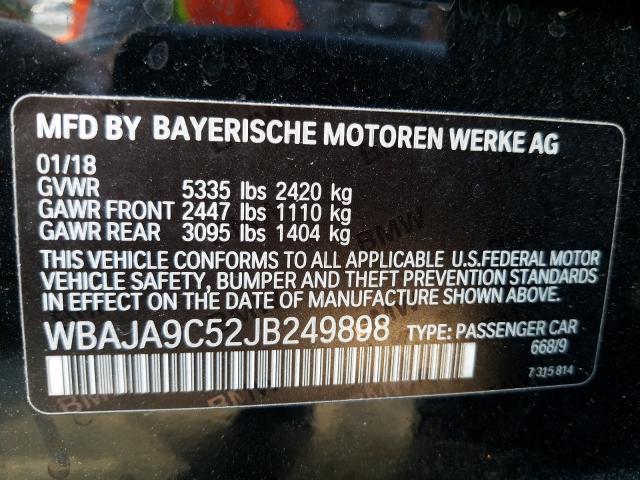 MFD BY BAYERISCHE MOTOREN WERKE AG
01/18
GVWR 5335 lbs 2420 kg
GAWR FRONT 2447 lbs 1110 kg
GAWR REAR 3095 lbs 1404 kg
THIS VEHICLE CONFORMS TO ALL APPLICABLE U.S.FEDERAL MOTOR
VEHICLE SAFETY, BUMPER AND THEFT PREVENTION STANDARDS
IN EFFECT ON THE DATE OF MANUFACTURE SHOWN ABOVE.
WBAJA9C52JB249898 TYPE: PASSENGER CAR
668/9
7 315 814